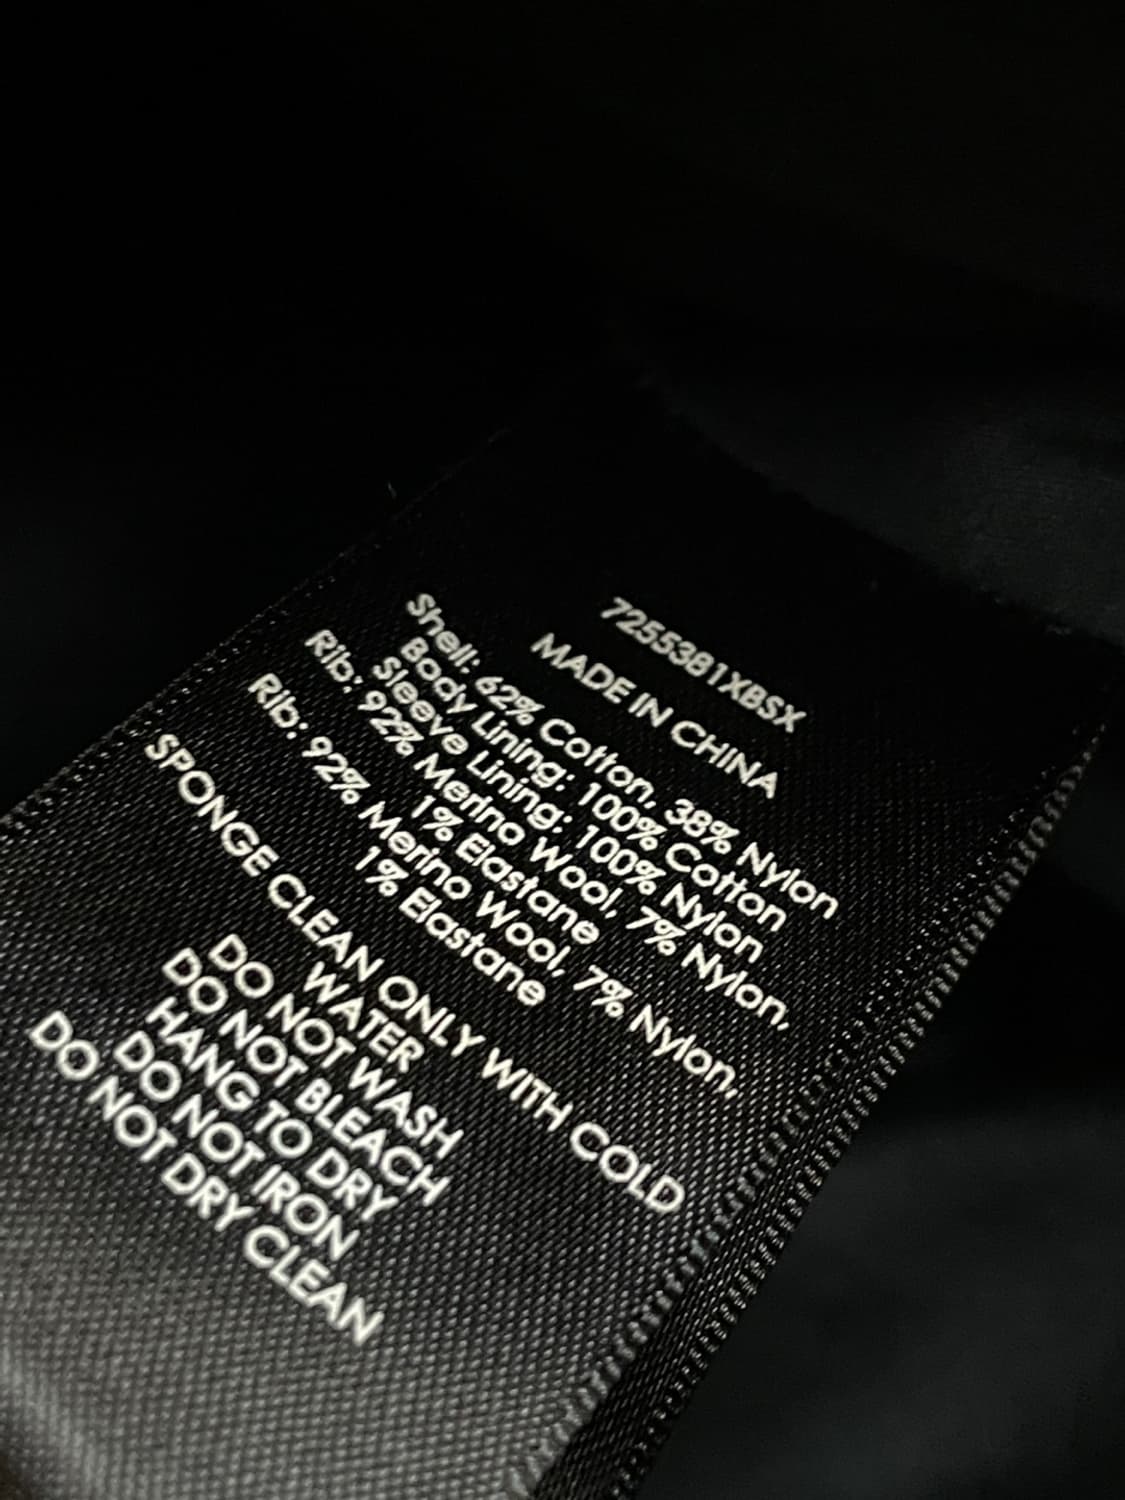 7255381XBSX
MADE IN CHINA
Shell: 62% Cotton, 38% Nylon
Body Lining: 100% Cotton
Sleeve Lining: 100% Nylon
Rib: 92% Merino Wool, 7% Nylon,
1% Elastane
Rib: 92% Merino Wool, 7% Nylon,
1% Elastane
SPONGE CLEAN ONLY WITH COLD
WATER
DO NOT WASH
DO NOT BLEACH
HANG TO DRY
DO NOT IRON
DO NOT DRY CLEAN